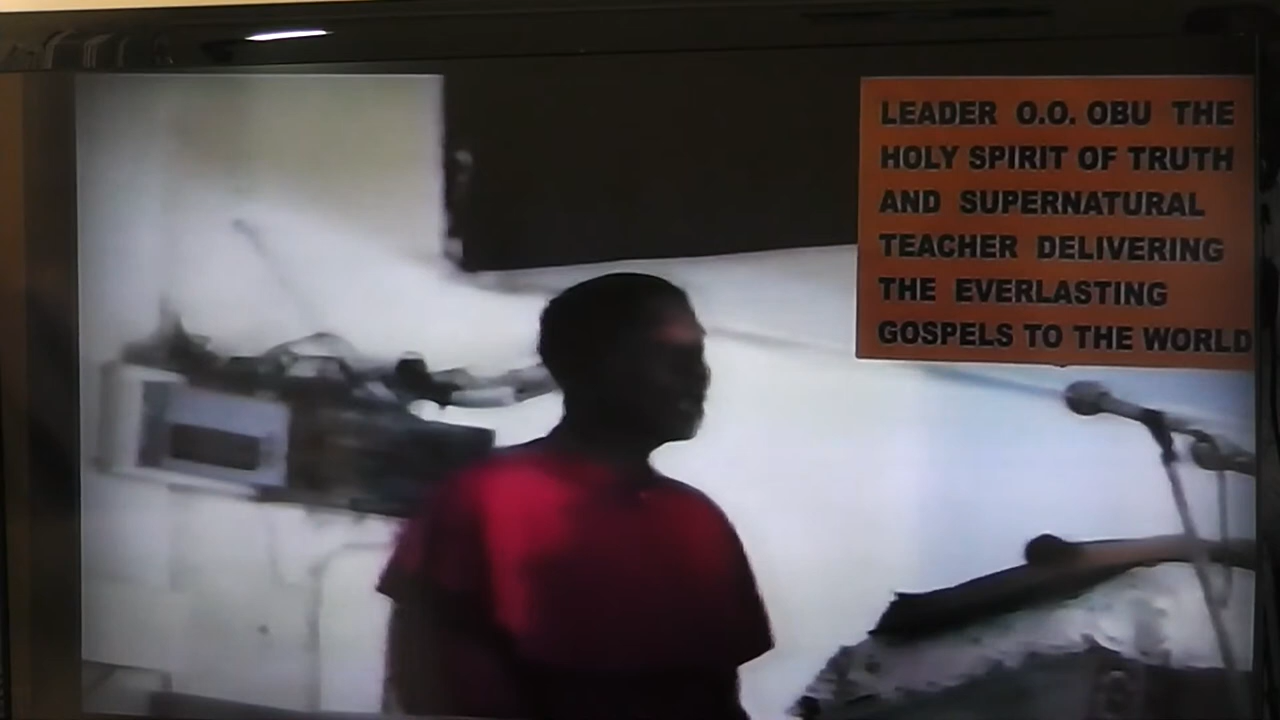 LEADER O.O. OBU THE
HOLY SPIRIT OF TRUTH
AND SUPERNATURAL
TEACHER DELIVERING
THE EVERLASTING
GOSPELS TO THE WORLD